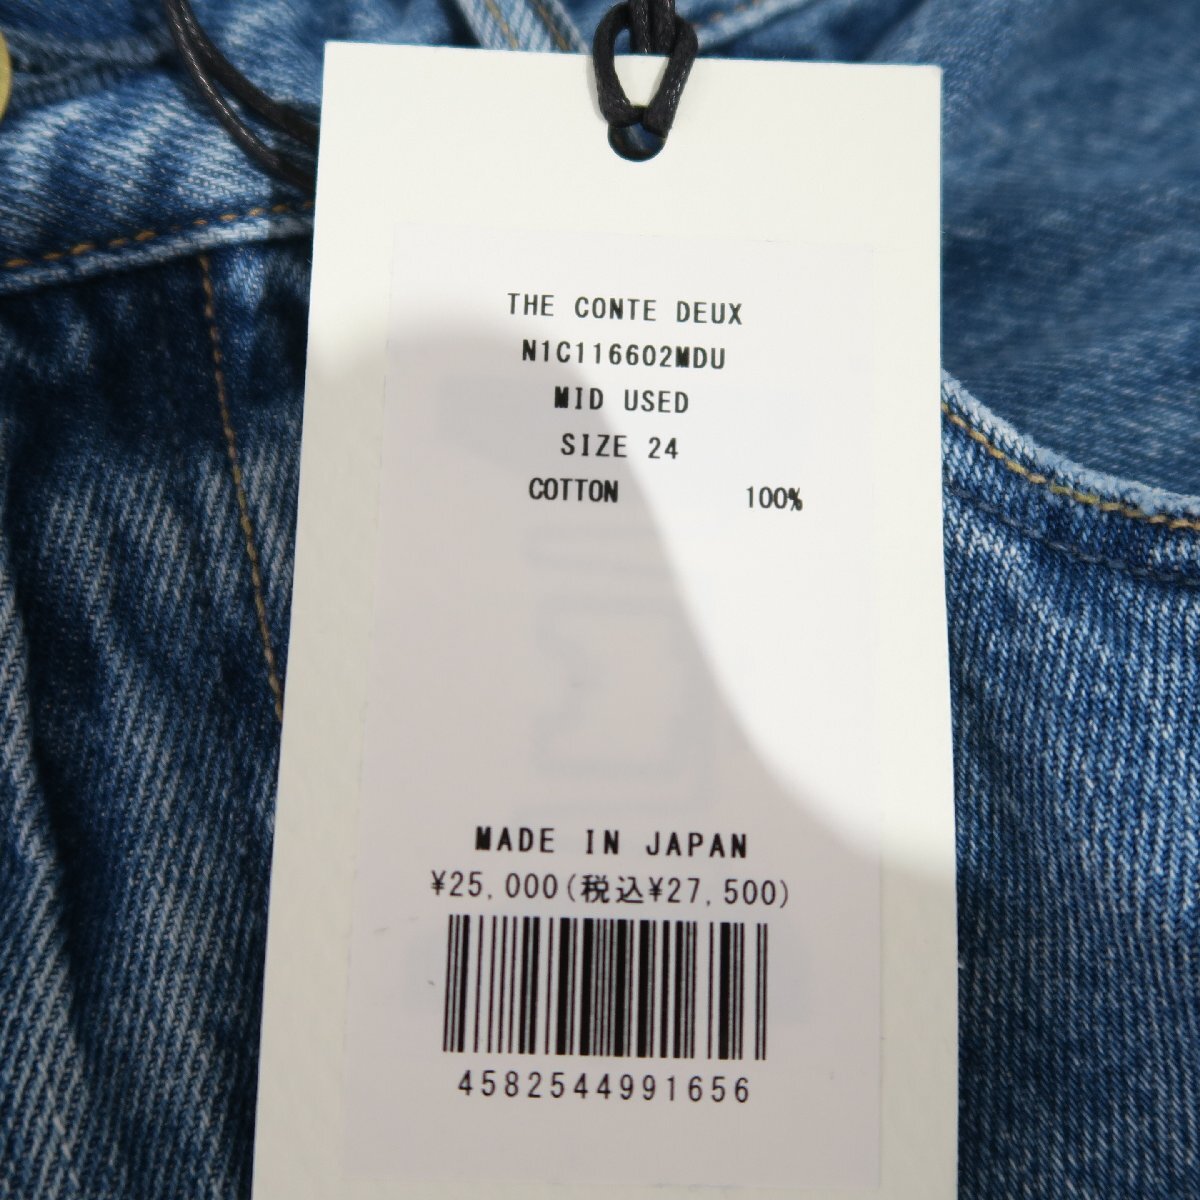 THE CONTE DEUX
N1C116602MDU
MID USED
SIZE 24
COTTON 100%
MADE IN JAPAN
¥25,000(税込¥27,500)
4582544991656